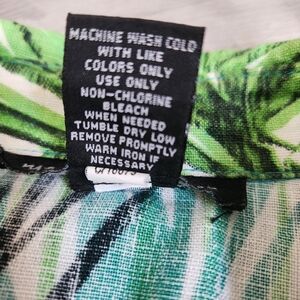 MACHINE WASH COLD
WITH LIKE
COLORS ONLY
USE ONLY
NON-CHLORINE
BLEACH
WHEN NEEDED
TUMBLE DRY LOW
REMOVE PROMPTLY
WARM IRON IF
NECESSARY